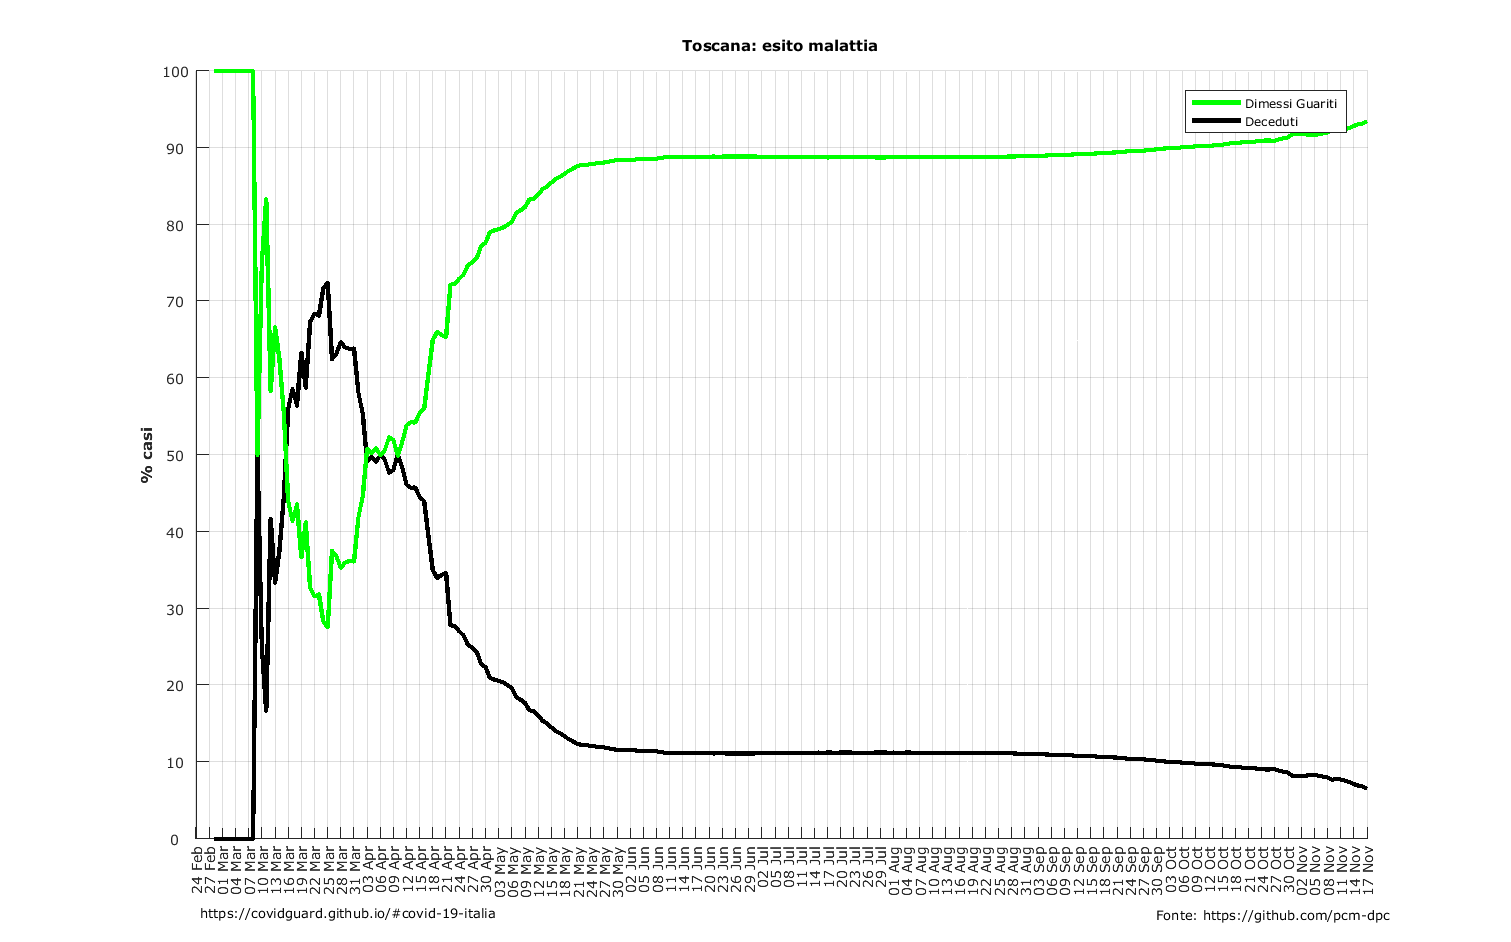 Toscana: esito malattia
Dimessi Guariti
Deceduti
% casi
100
90
80
70
60
50
40
30
20
10
0
24 Feb
27 Feb
01 Mar
04 Mar
07 Mar
10 Mar
13 Mar
16 Mar
19 Mar
22 Mar
25 Mar
28 Mar
31 Mar
03 Apr
06 Apr
09 Apr
12 Apr
15 Apr
18 Apr
21 Apr
24 Apr
27 Apr
30 Apr
03 May
06 May
09 May
12 May
15 May
18 May
21 May
24 May
27 May
30 May
02 Jun
05 Jun
08 Jun
11 Jun
14 Jun
17 Jun
20 Jun
23 Jun
26 Jun
29 Jun
02 Jul
05 Jul
08 Jul
11 Jul
14 Jul
17 Jul
20 Jul
23 Jul
26 Jul
29 Jul
01 Aug
04 Aug
07 Aug
10 Aug
13 Aug
16 Aug
19 Aug
22 Aug
25 Aug
28 Aug
31 Aug
03 Sep
06 Sep
09 Sep
12 Sep
15 Sep
18 Sep
21 Sep
24 Sep
27 Sep
30 Sep
03 Oct
06 Oct
09 Oct
12 Oct
15 Oct
18 Oct
21 Oct
24 Oct
27 Oct
30 Oct
02 Nov
05 Nov
08 Nov
11 Nov
14 Nov
17 Nov
https://covidguard.github.io/#covid-19-italia
Fonte: https://github.com/pcm-dpc